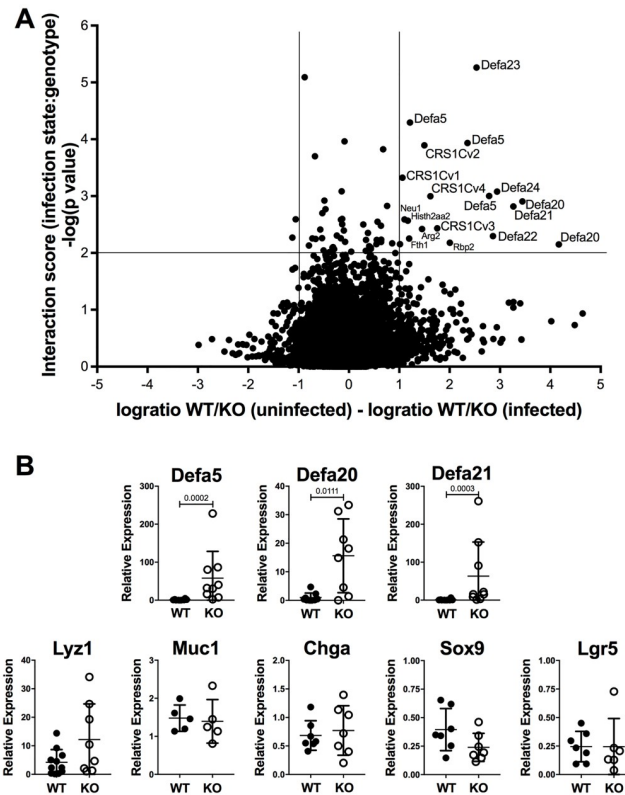 A
Interaction score (infection state:genotype)
-log(p value)
6
5
4
3
2
1
0
-5 -4 -3 -2 -1 0 1 2 3 4 5
logratio WT/KO (uninfected) - logratio WT/KO (infected)
Defa23
Defa5
Defa5
CRS1Cv2
CRS1Cv1
CRS1Cv4
Defa24
Neu1
Defa5
Defa20
Histh2aa2
Defa21
CRS1Cv3
Arg2
Defa22
Defa20
Fth1
Rbp2
B
Defa5
Relative Expression
300
200
100
0
0.0002
WT KO
Defa20
Relative Expression
40
30
20
10
0
0.0111
WT KO
Defa21
Relative Expression
300
200
100
0
0.0003
WT KO
Lyz1
Relative Expression
40
30
20
10
0
WT KO
Muc1
Relative Expression
3
2
1
0
WT KO
Chga
Relative Expression
2.0
1.5
1.0
0.5
0.0
WT KO
Sox9
Relative Expression
1.00
0.75
0.50
0.25
0.00
WT KO
Lgr5
Relative Expression
1.00
0.75
0.50
0.25
0.00
WT KO